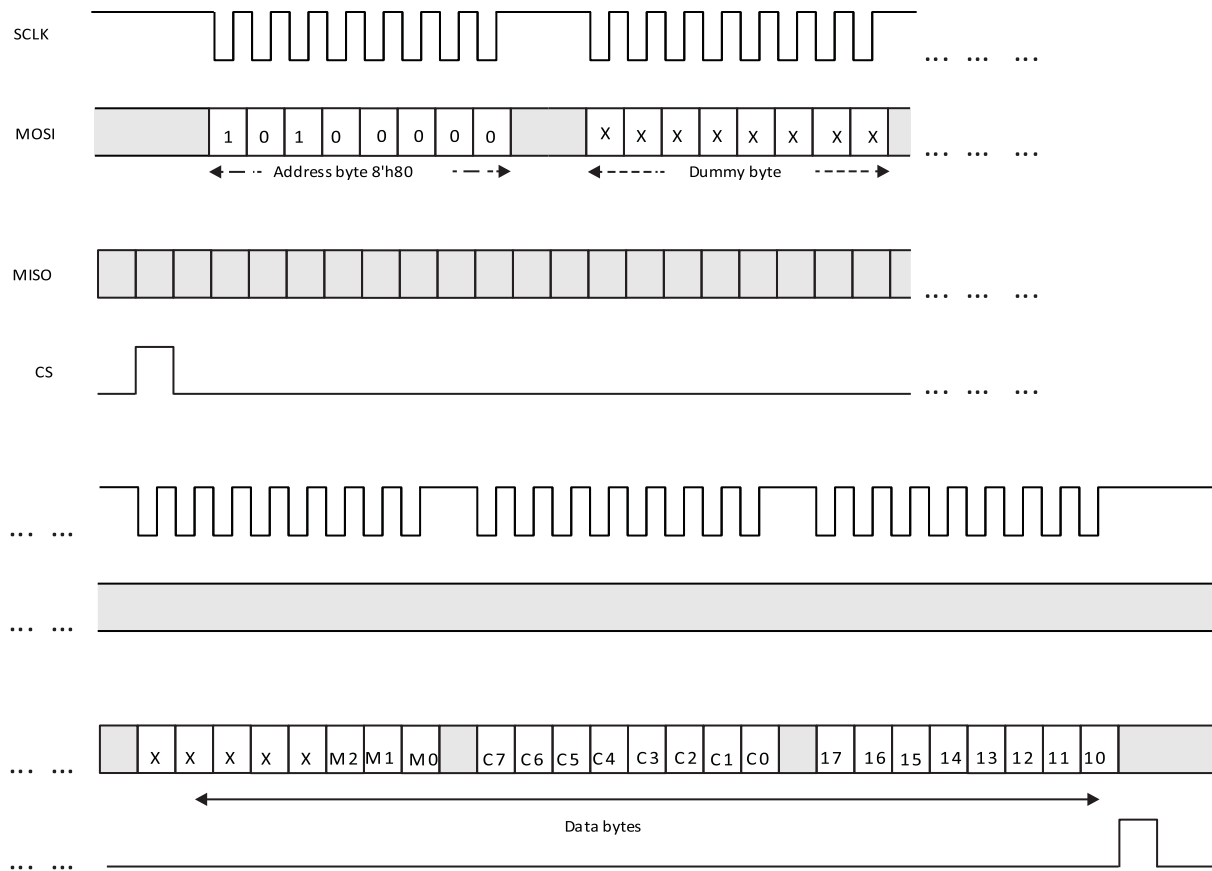 SCLK
... ... ...
MOSI 1 0 1 0 0 0 0 0 X X X X X X X X
... ... ...
Address byte 8'h80 Dummy byte
MISO
... ... ...
CS
... ... ...
... ...
... ...
... ... X X X X X M2 M1 M0 C7 C6 C5 C4 C3 C2 C1 C0 17 16 15 14 13 12 11 10
Data bytes
... ...